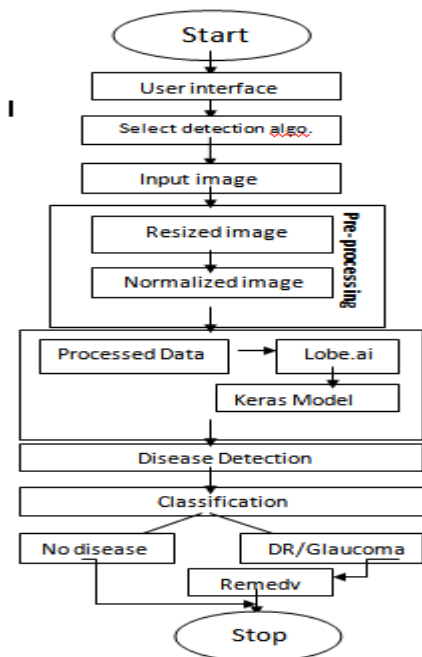 Start
User interface
I
Select detection algo.
Input image
Pre-processing
Resized image
Normalized image
Processed Data
Lobe.ai
Keras Model
Disease Detection
Classification
No disease
DR/Glaucoma
Remedv
Stop